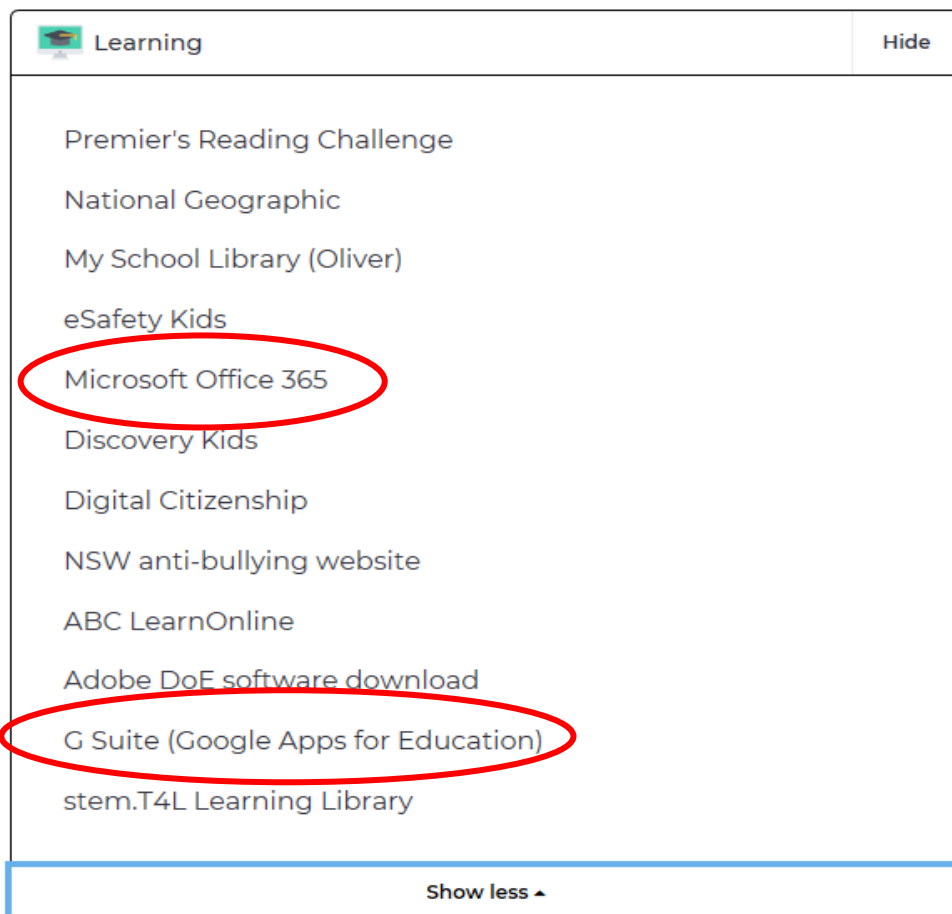 Learning
Hide
Premier's Reading Challenge
National Geographic
My School Library (Oliver)
eSafety Kids
Microsoft Office 365
Discovery Kids
Digital Citizenship
NSW anti-bullying website
ABC LearnOnline
Adobe DoE software download
G Suite (Google Apps for Education)
stem.T4L Learning Library
Show less